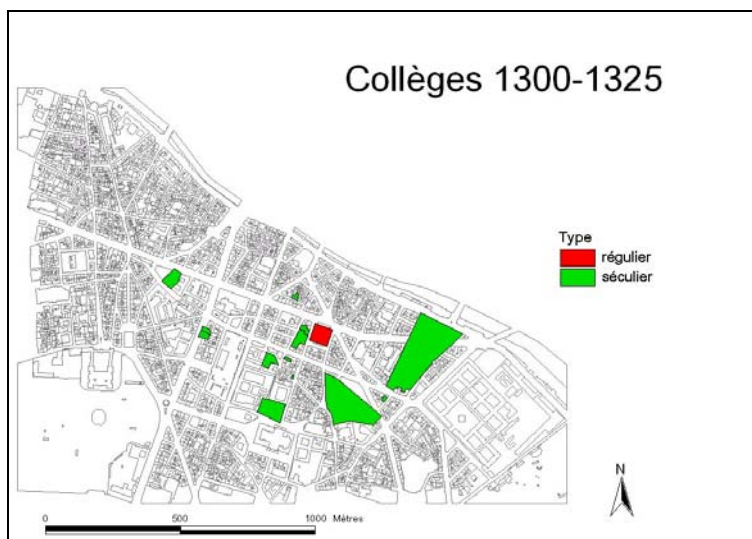 Collèges 1300-1325
Type
régulier
séculier
N
0 500 1000 Mètres